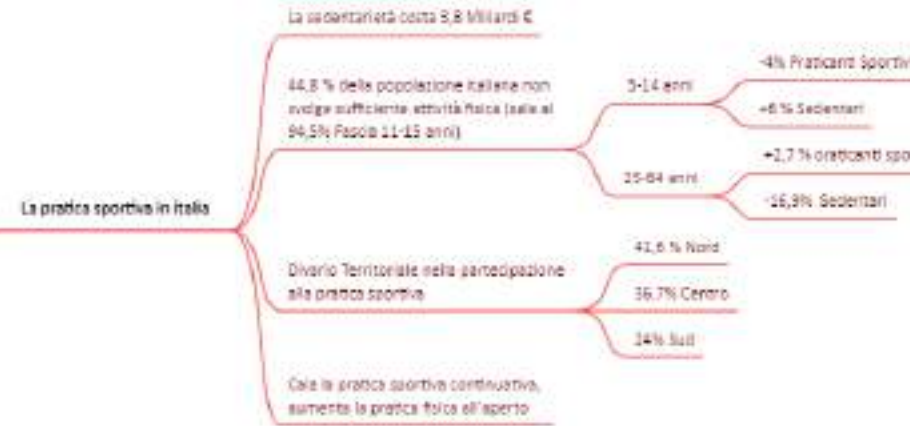 La pratica sportiva in Italia
La sedentarietà costa 3,8 Miliardi €
44.8 % della popolazione italiana non
svolge sufficiente attività fisica (sale al
94,5% Fascia 11-15 anni)
5-14 anni
-4% Praticanti Sportiv
+6 % Sedentari
25-64 anni
+2,7 % praticanti spo
-16,9% Sedentari
Divario Territoriale nella partecipazione
alla pratica sportiva
41,6 % Nord
36.7% Centro
24% Sud
Cala la pratica sportiva continuativa,
aumenta la pratica fisica all'aperto